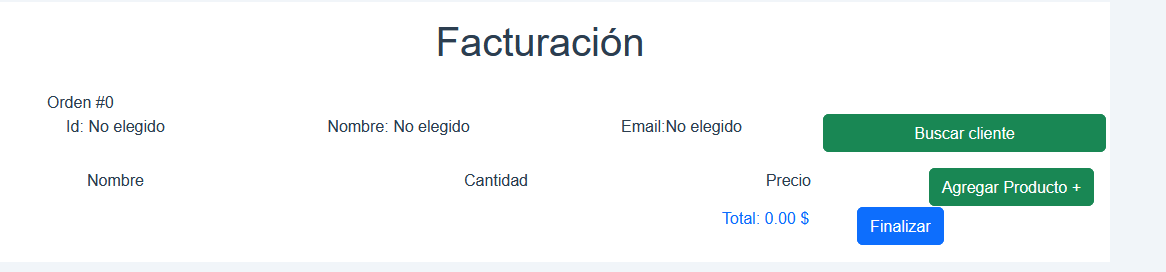 Facturación
Orden #0
Id: No elegido Nombre: No elegido Email:No elegido Buscar cliente
Nombre Cantidad Precio Agregar Producto +
Total: 0.00 $ Finalizar